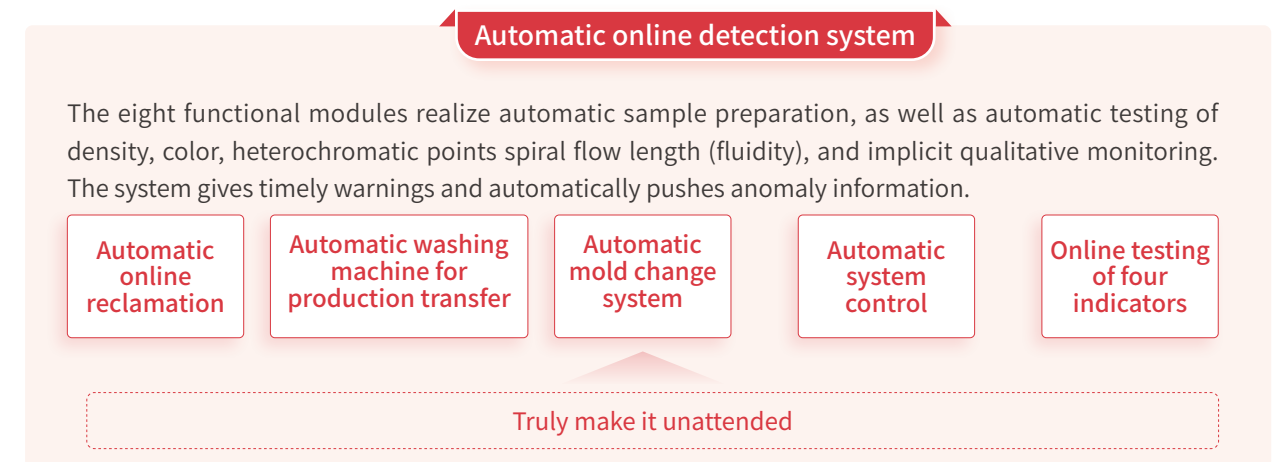 Automatic online detection system
The eight functional modules realize automatic sample preparation, as well as automatic testing of
density, color, heterochromatic points spiral flow length (fluidity), and implicit qualitative monitoring.
The system gives timely warnings and automatically pushes anomaly information.
Automatic
online
reclamation
Automatic washing
machine for
production transfer
Automatic
mold change
system
Automatic
system
control
Online testing
of four
indicators
Truly make it unattended